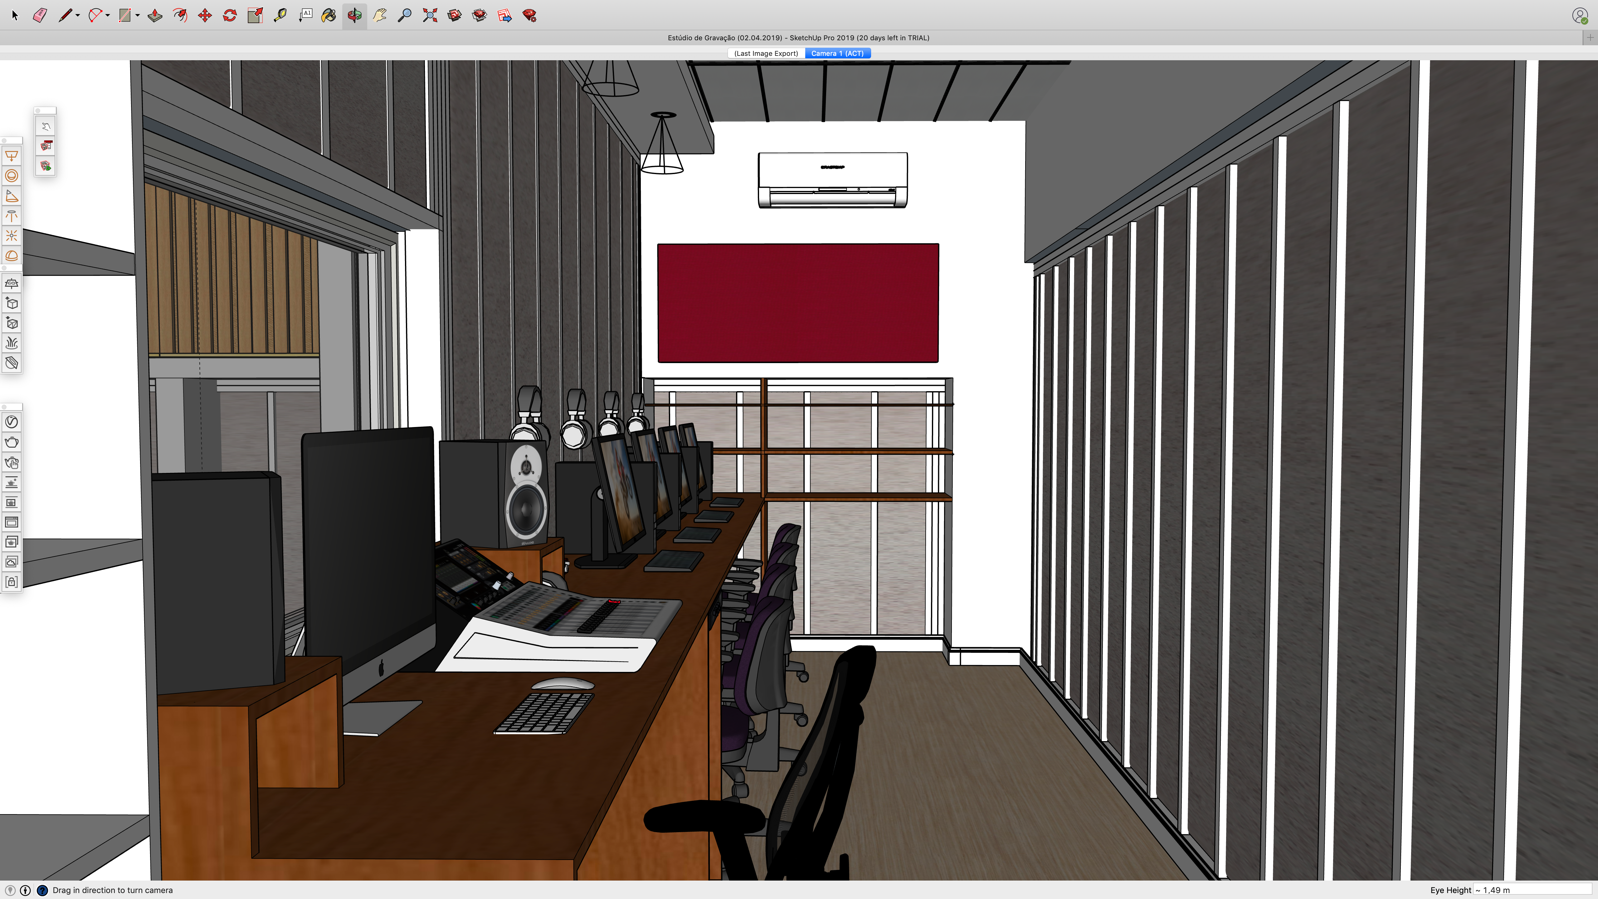 A1
Estúdio de Gravação (02.04.2019) - SketchUp Pro 2019 (20 days left in TRIAL)
(Last Image Export)
Camera 1 (ACT)
Drag in direction to turn camera
Eye Height
~ 1,49 m